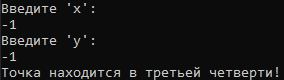 Введите 'x':
-1
Введите 'y':
-1
Точка находится в третьей четверти!